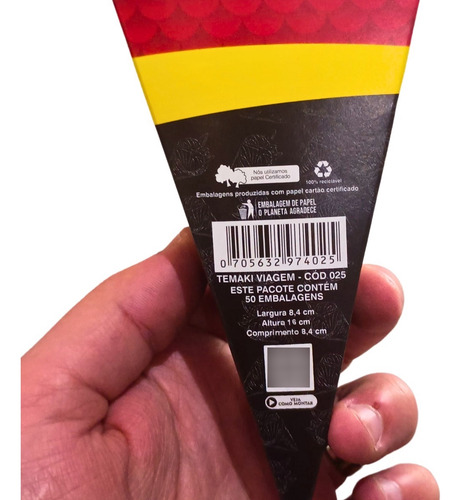 Nós utilizamos
papel Certificado
100% reciclável
Embalagens produzidas com papel cartão certificado
EMBALAGEM DE PAPEL
O PLANETA AGRADECE
0 705632 974025
TEMAKI VIAGEM - CÓD 025
ESTE PACOTE CONTÉM
50 EMBALAGENS
Largura 8,4 cm
Altura 16 cm
Comprimento 8,4 cm
VEJA
COMO MONTAR